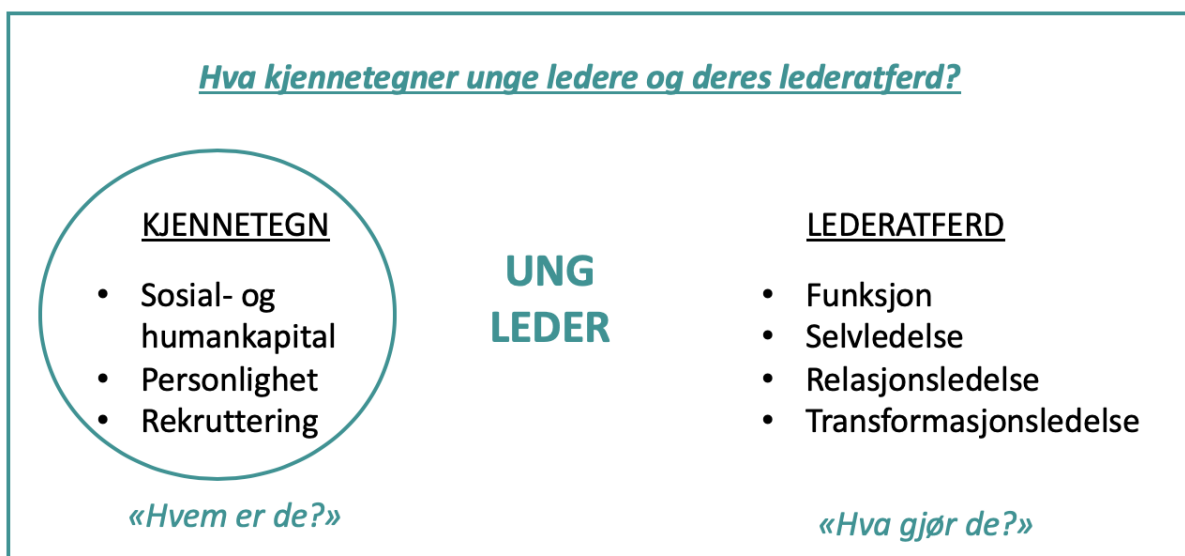 Hva kjennetegner unge ledere og deres lederatferd?
KJENNETEGN
• Sosial- og
humankapital
• Personlighet
• Rekruttering
«Hvem er de?»
UNG
LEDER
LEDERATFERD
• Funksjon
• Selvledelse
• Relasjonsledelse
• Transformasjonsledelse
«Hva gjør de?»